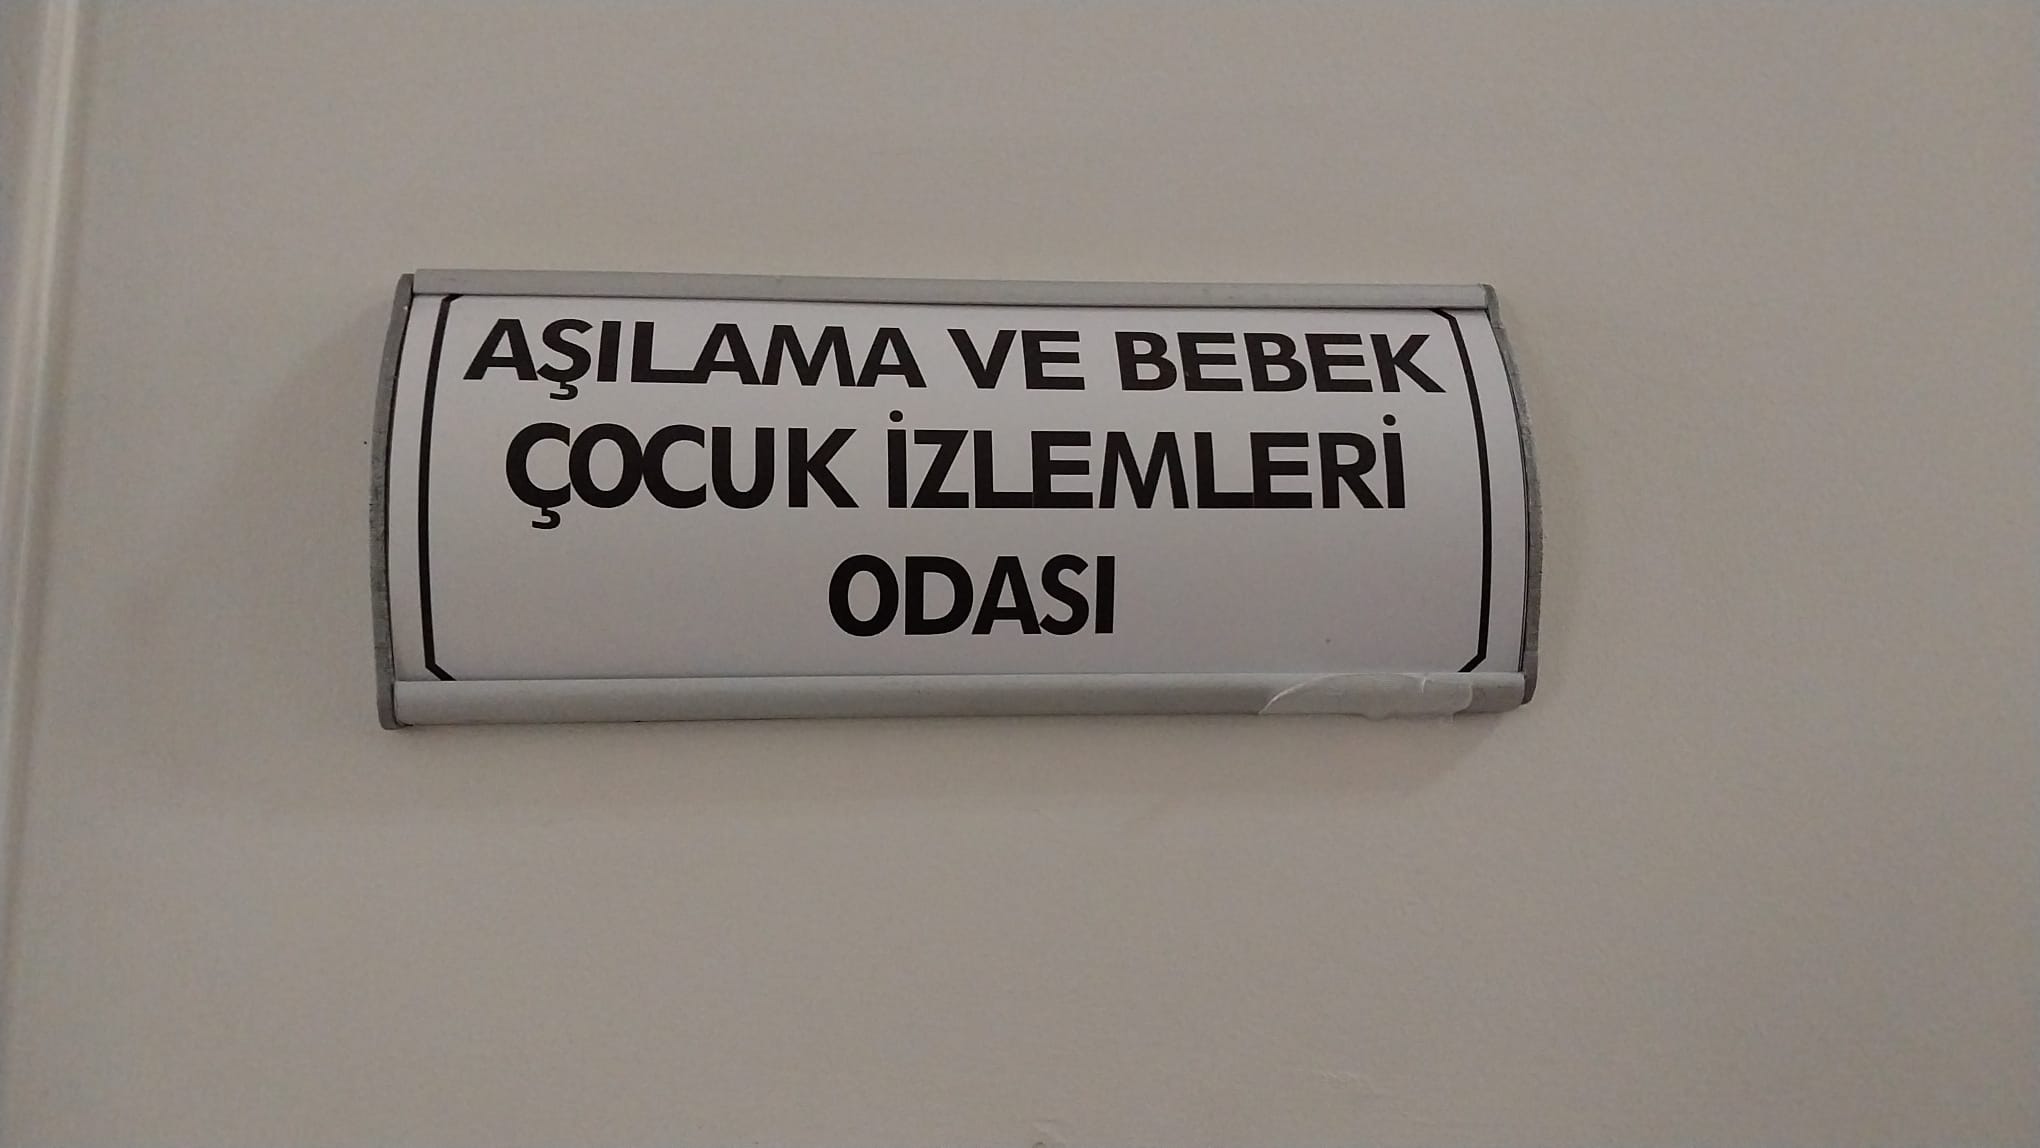 AŞILAMA VE BEBEK
ÇOCUK İZLEMLERİ
ODASI